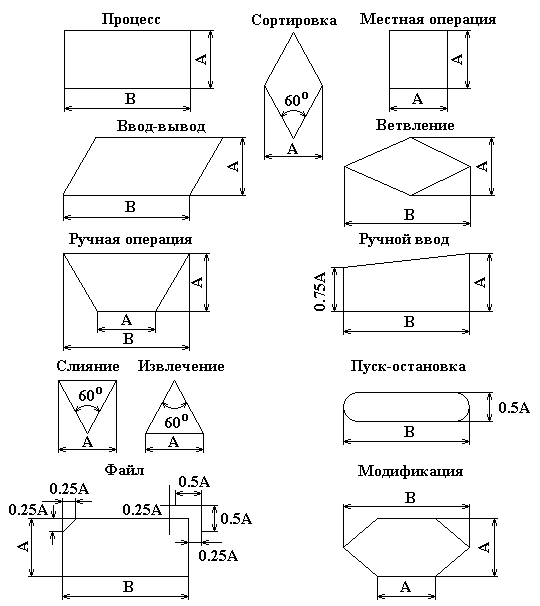 Процесс
Сортировка
Местная операция
A
B
60⁰
A
A
A
Ввод-вывод
Ветвление
A
B
A
B
Ручная операция
Ручной ввод
A
A
B
0.75A
A
B
Слияние
Извлечение
Пуск-остановка
60⁰
A
60⁰
A
0.5A
B
Файл
Модификация
0.25A
0.5A
0.25A
0.25A
0.5A
A
0.25A
B
B
A
A